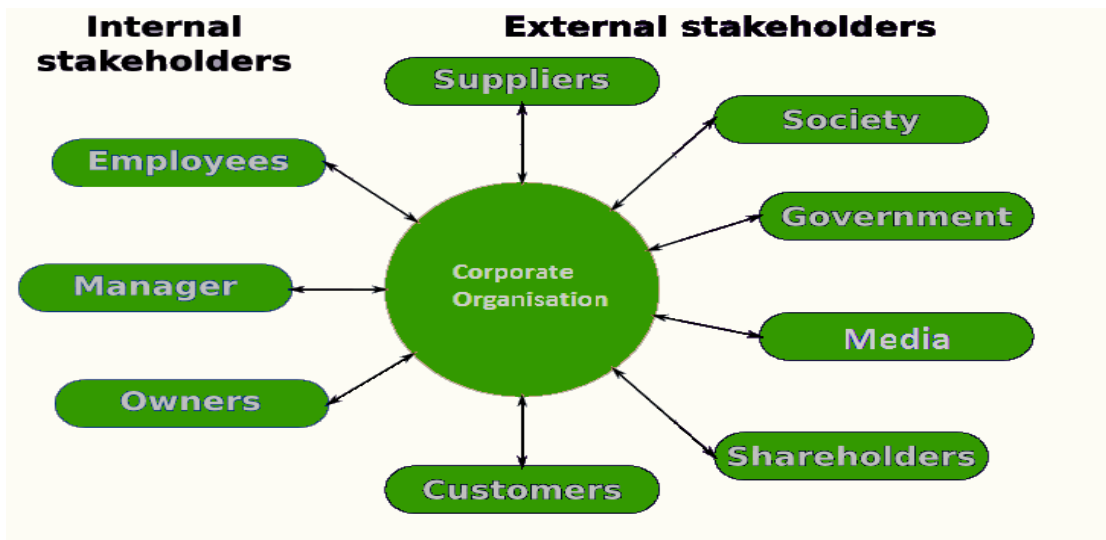 Internal
stakeholders
External stakeholders
Suppliers
Society
Employees
Government
Manager
Corporate
Organisation
Media
Owners
Shareholders
Customers